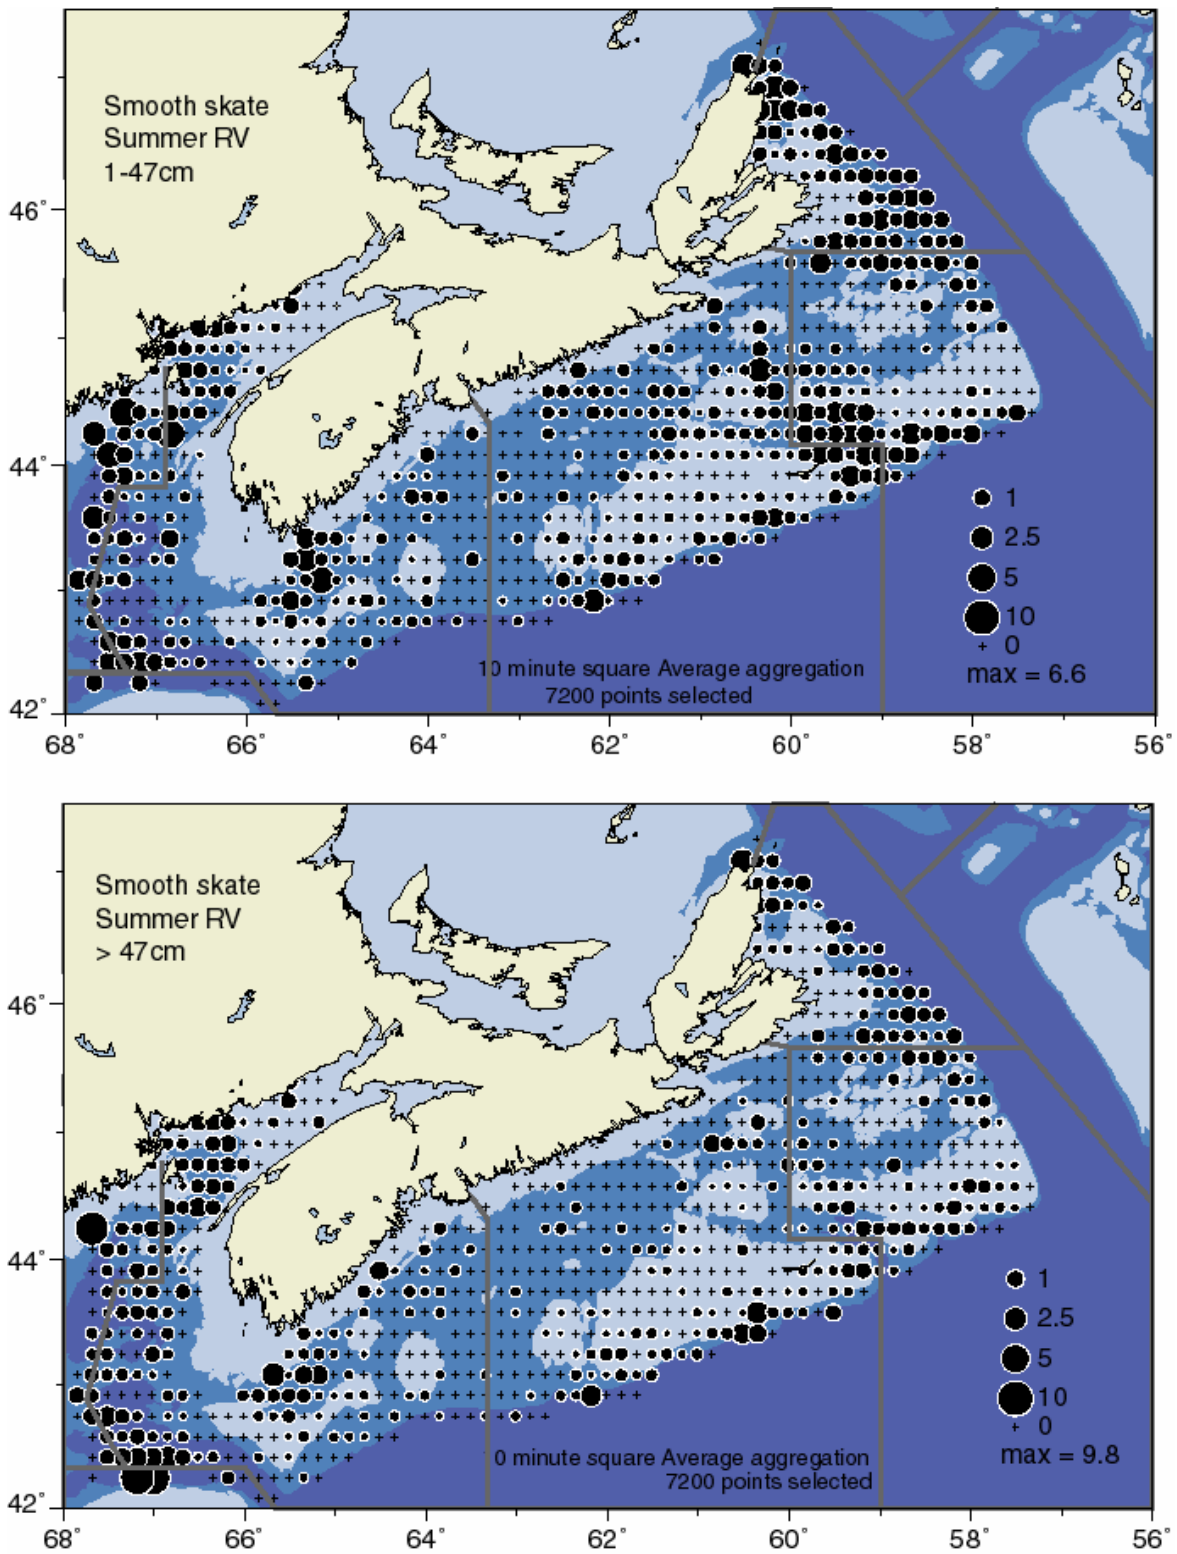 Smooth skate
Summer RV
1-47cm
46°
44°
42°
1
2.5
5
10
+ 0
max = 6.6
10 minute square Average aggregation
7200 points selected
68° 66° 64° 62° 60° 58° 56°
Smooth skate
Summer RV
> 47cm
46°
44°
42°
1
2.5
5
10
+ 0
max = 9.8
0 minute square Average aggregation
7200 points selected
68° 66° 64° 62° 60° 58° 56°